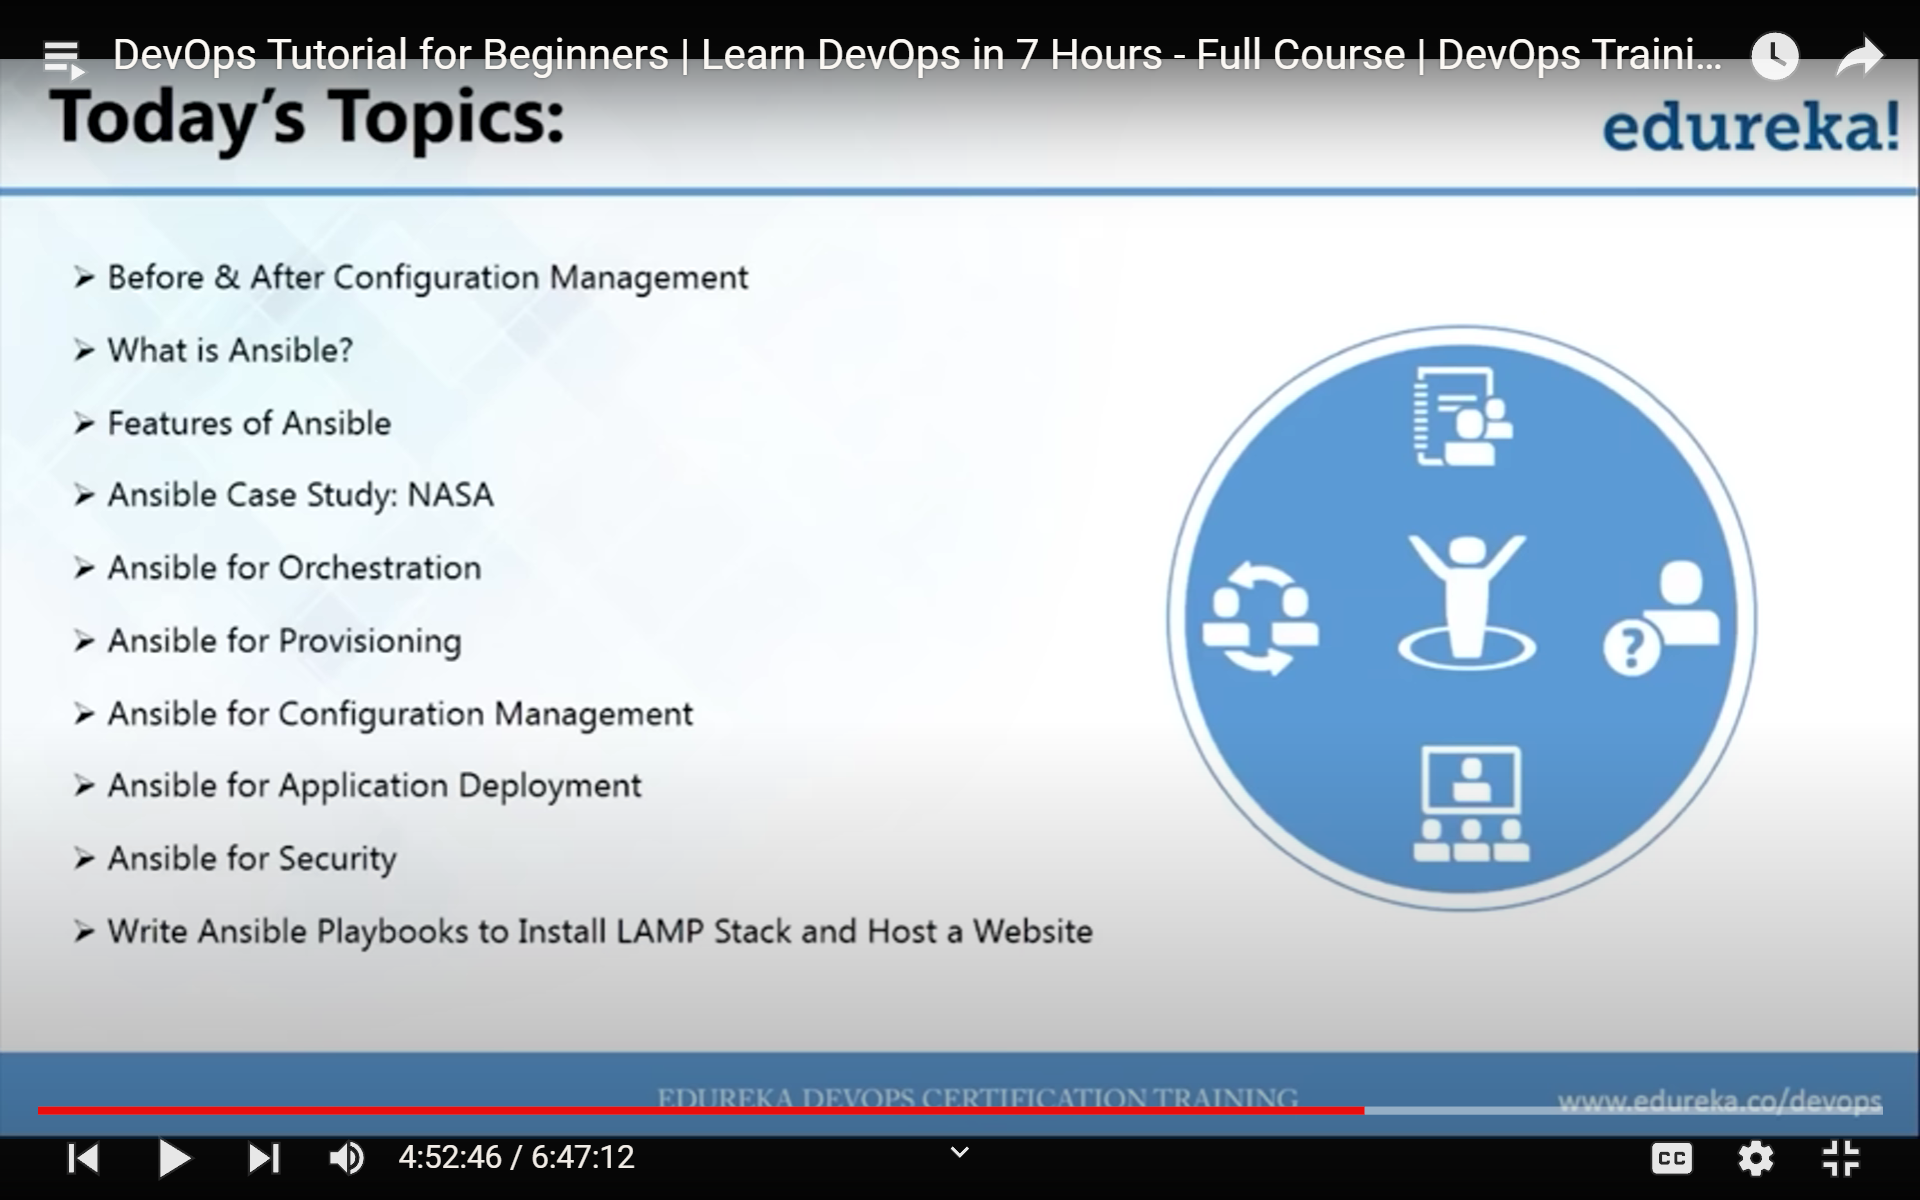 DevOps Tutorial for Beginners | Learn DevOps in 7 Hours - Full Course | DevOps Traini...
Today's Topics:
edureka!
Before & After Configuration Management
What is Ansible?
Features of Ansible
Ansible Case Study: NASA
Ansible for Orchestration
Ansible for Provisioning
Ansible for Configuration Management
Ansible for Application Deployment
Ansible for Security
Write Ansible Playbooks to Install LAMP Stack and Host a Website
?
EDUREKA DEVOPS CERTIFICATION TRAINING
www.edureka.co/devops
4:52:46 / 6:47:12
CC